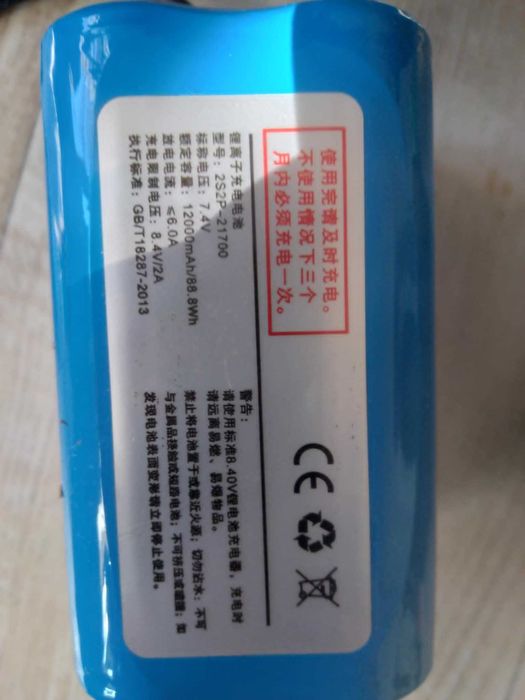 使用完请及时充电。
不使用情况下三个
月内必须充电一次。
锂离子充电电池
型号：2S2P-21700
标称电压：7.4V
额定容量：12000mAh/88.8Wh
放电电流：≤6.0A
充电限制电压：8.4V/2A
执行标准：GB/T18287-2013
CE
警告：
请使用标准8.40V锂电池充电器，充电时
请远离易燃、易爆物品。
禁止将电池置于或靠近火源；切勿沾水：不可
与金属品接触或短路电池；不可挤压或碰撞；如
发现电池表面变形请立即停止使用。